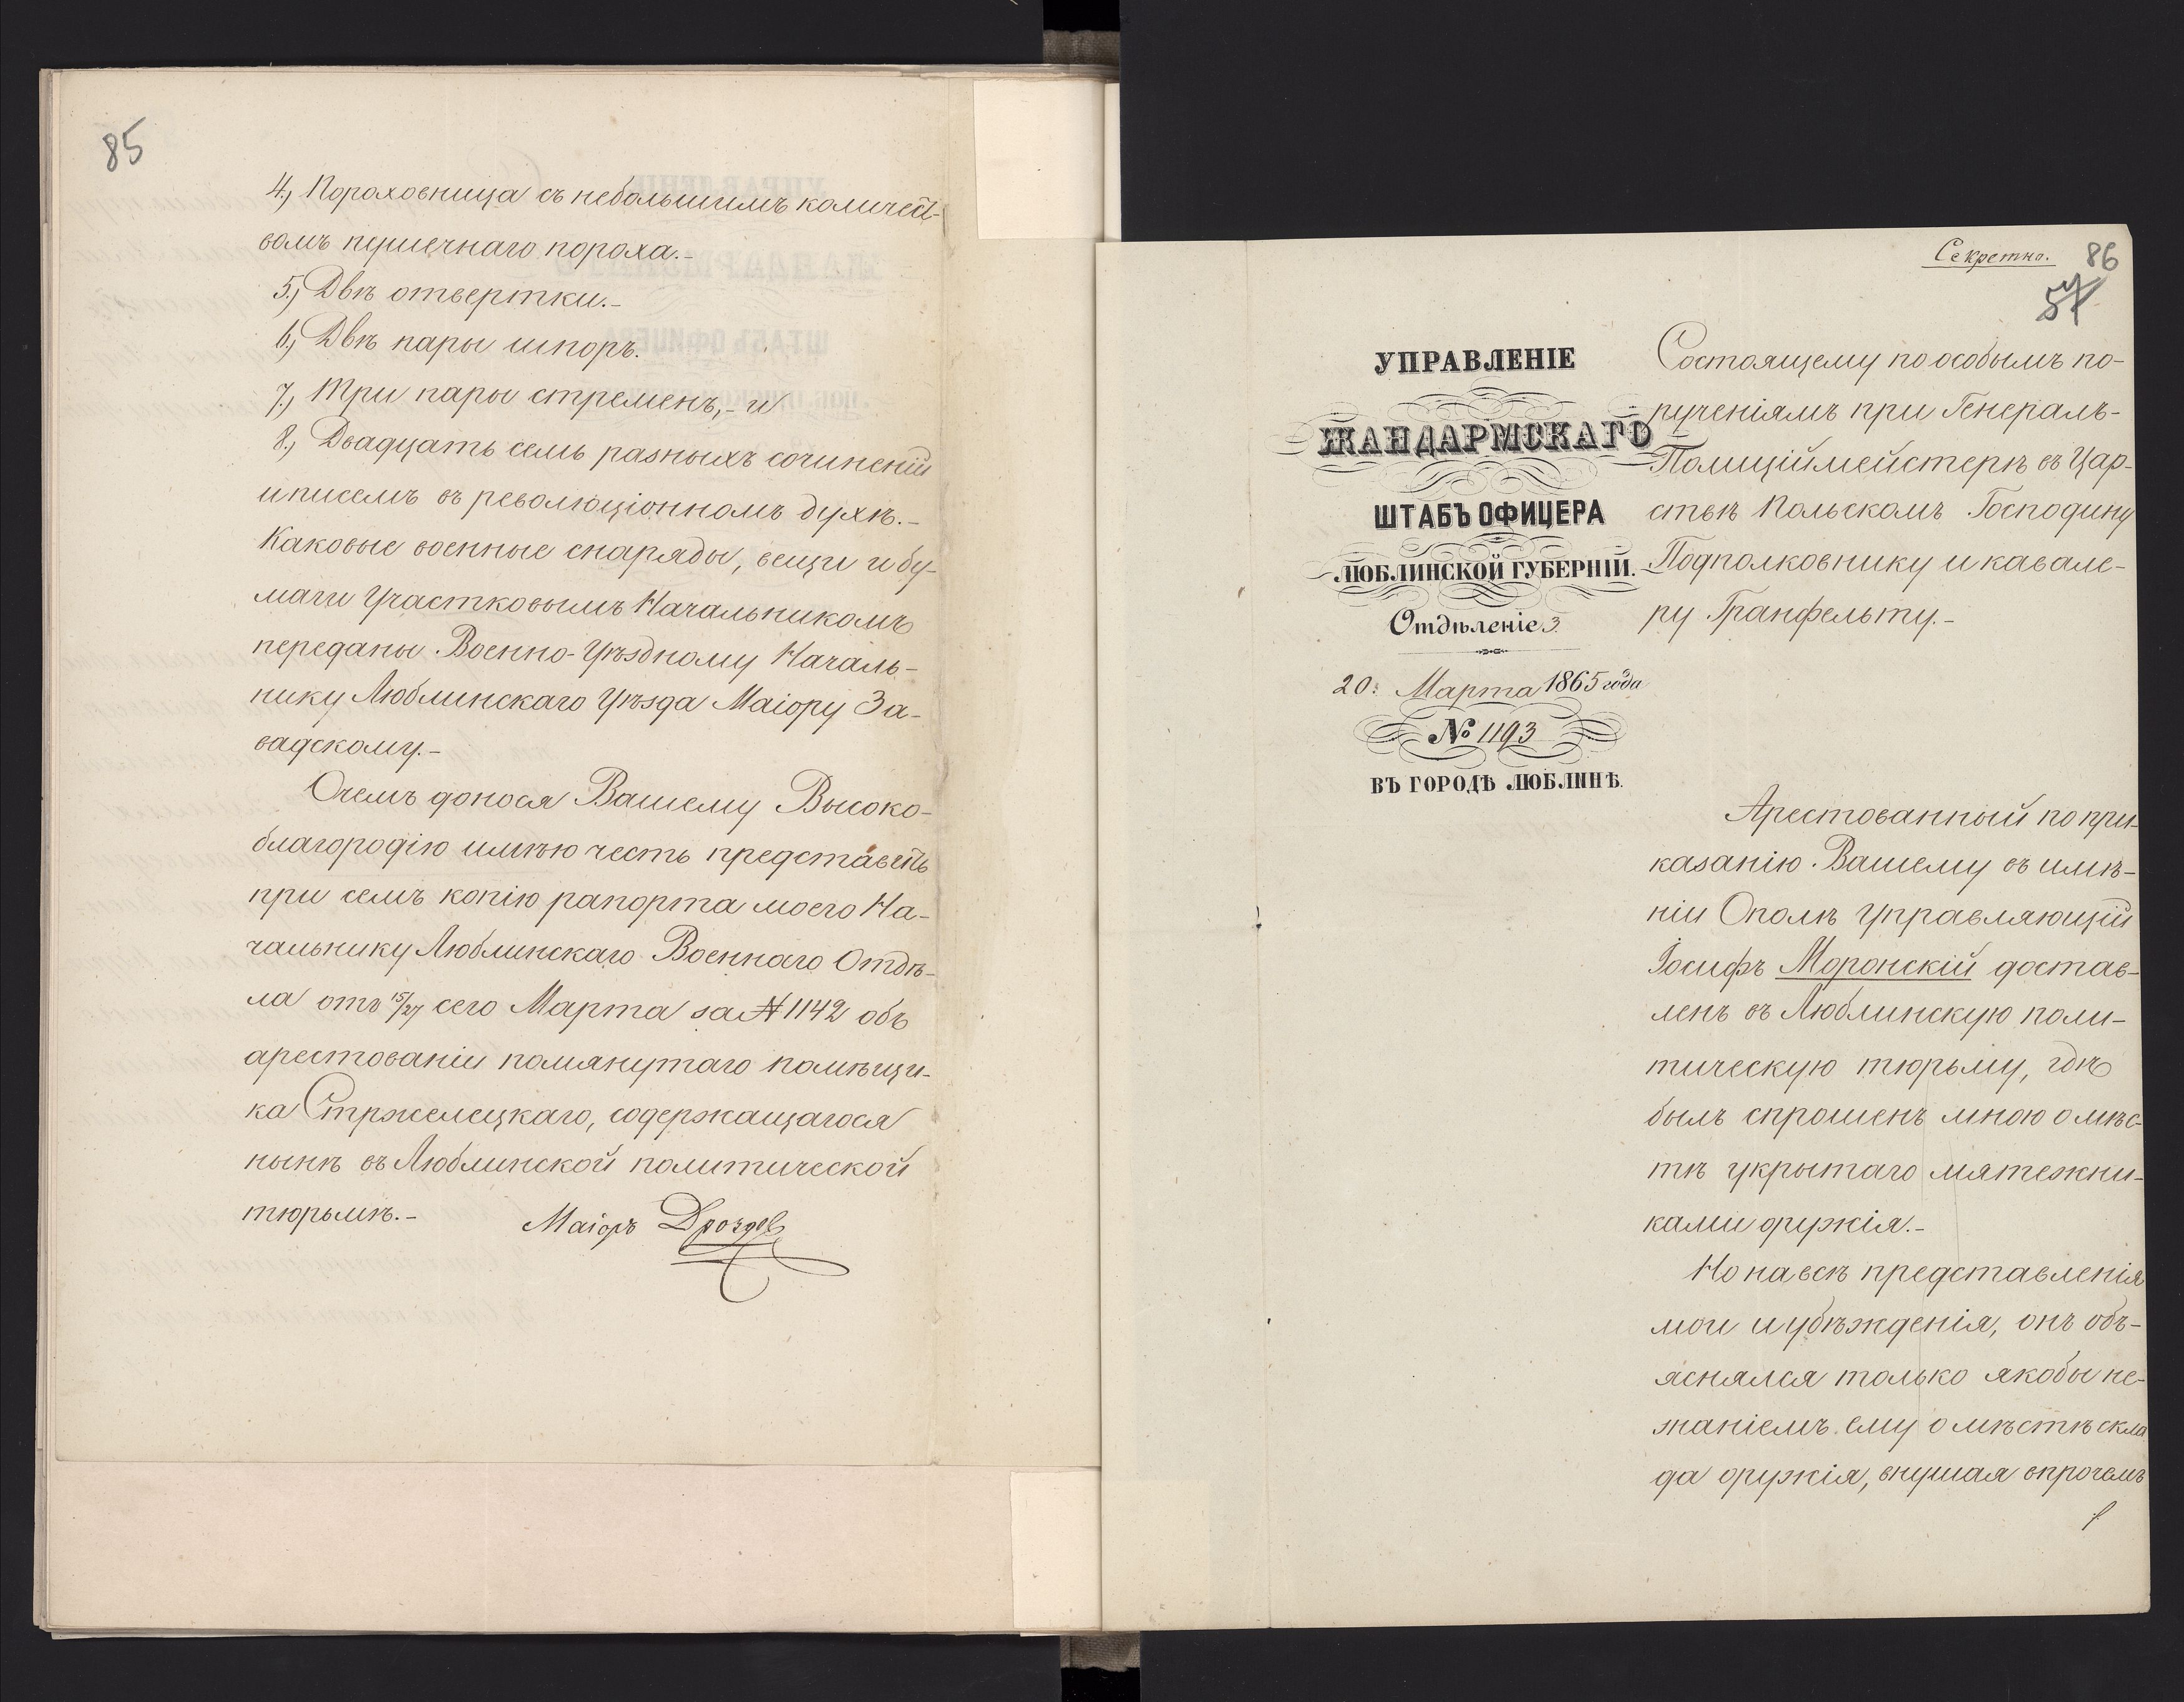 85
4., Пороховница съ небольшимъ количест-
вомъ пушечнаго пороха.-
5., Двѣ отвертки.-
6., Двѣ пары шпоръ.
7., Три пары стременъ, - и
8., Двадцать семь разныхъ сочиненій
и писемъ въ революціонномъ духѣ.-
Каковые военные снаряды, вещи и бу-
маги Участковымъ Начальникомъ
переданы Военно-Уѣздному Началь-
нику Люблинскаго Уѣзда Маіору За-
вадскому.-
Очемъ донося Вашему Высоко-
благородію имѣю честь представить
при семъ копію рапорта моего На-
чальнику Люблинскаго Военнаго Отдѣ-
ла отъ 15/27 сего Марта за № 1142 объ
арестованіи помянутаго помѣщи-
ка Стржелецкаго, содержащагося
нынѣ въ Люблинской политической
тюрьмѣ.-
Маіоръ Дроздов
Секретно.
86
57
УПРАВЛЕНІЕ
ЖАНДАРМСКАГО
ШТАБЪ ОФИЦЕРА
ЛЮБЛИНСКОЙ ГУБЕРНІИ.
Отдѣленіе 3.
20. Марта 1865 года
№ 1193
ВЪ ГОРОДѢ ЛЮБЛИНѢ.
Состоящему по особымъ по-
рученіямъ при Генералъ-
Полиціймейстерѣ въ Цар-
ствѣ Польскомъ Господину
Подполковнику и кавале-
ру Гранфельту.-
Арестованный по при-
казанію Вашему въ имѣ-
ніи Ополѣ Управляющій
Іосифъ Моронскій достав-
ленъ въ Люблинскую поли-
тическую тюрьму, гдѣ
былъ спрошенъ мною о мѣс-
тѣ укрытаго мятежни-
ками оружія.-
Но на всѣ представленія
мои и убѣжденія, онъ объ-
яснялся только якобы не-
знаніемъ ему о мѣстѣ скла
да оружія, внушая впрочемъ